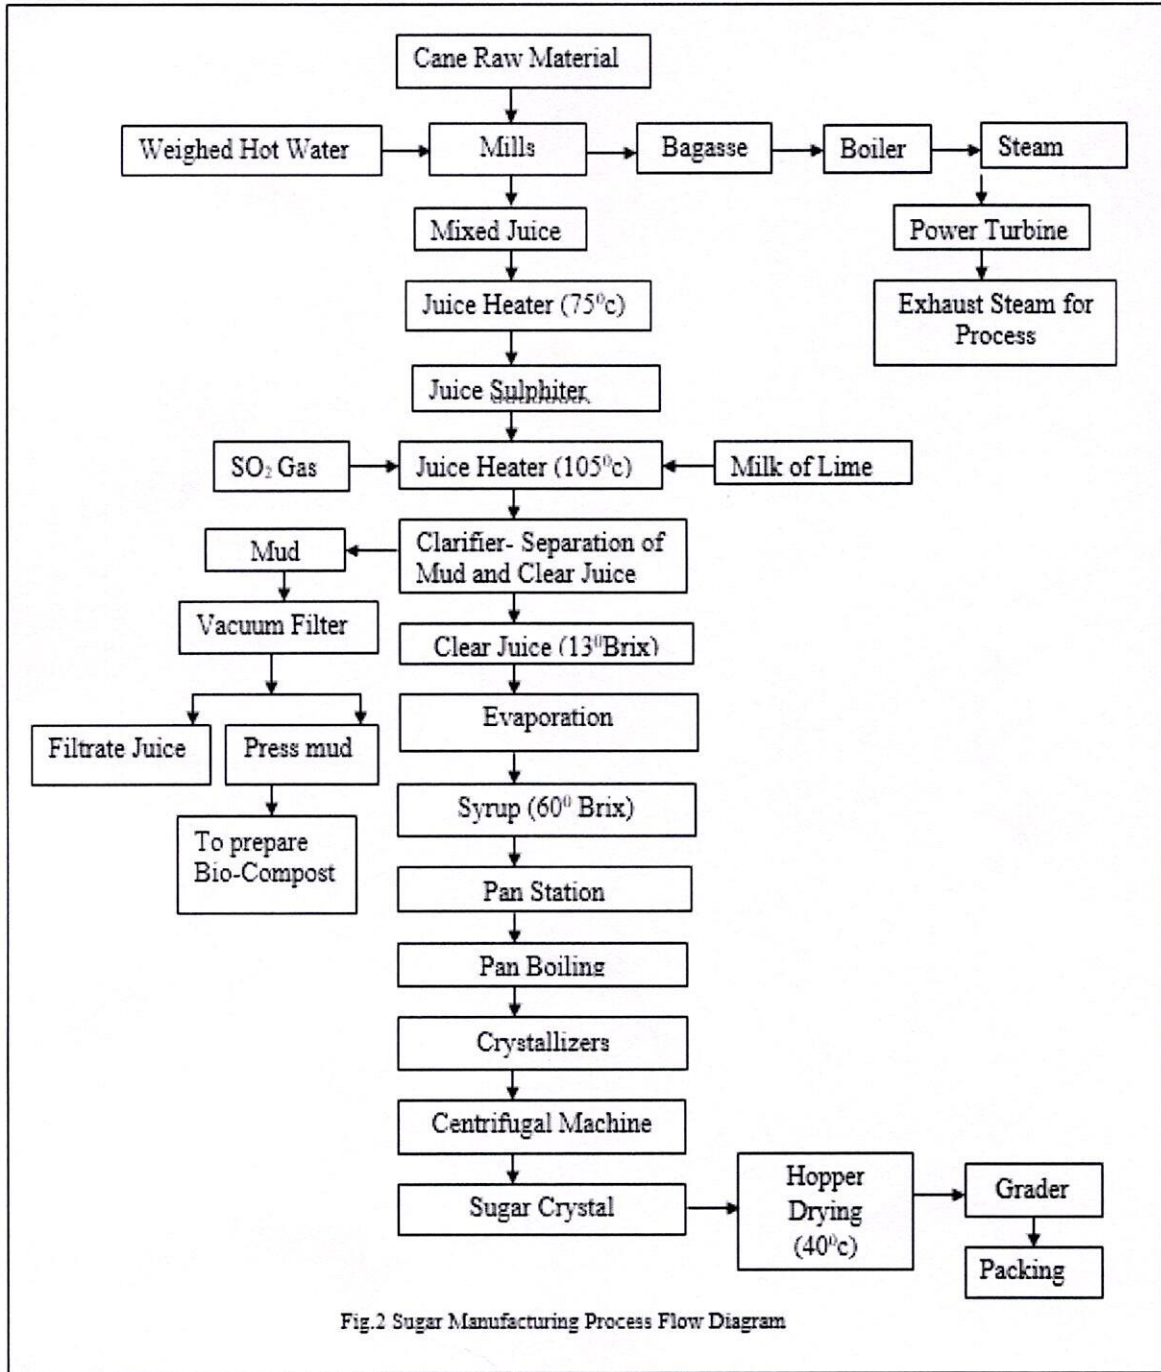 Cane Raw Material
Weighed Hot Water
Mills
Bagasse
Boiler
Steam
Mixed Juice
Power Turbine
Juice Heater (75⁰c)
Exhaust Steam for
Process
Juice Sulphiter
SO₂ Gas
Juice Heater (105⁰c)
Milk of Lime
Mud
Clarifier- Separation of
Mud and Clear Juice
Vacuum Filter
Clear Juice (13⁰Brix)
Evaporation
Filtrate Juice
Press mud
Syrup (60⁰ Brix)
To prepare
Bio-Compost
Pan Station
Pan Boiling
Crystallizers
Centrifugal Machine
Sugar Crystal
Hopper
Drying
(40⁰c)
Grader
Packing
Fig.2 Sugar Manufacturing Process Flow Diagram